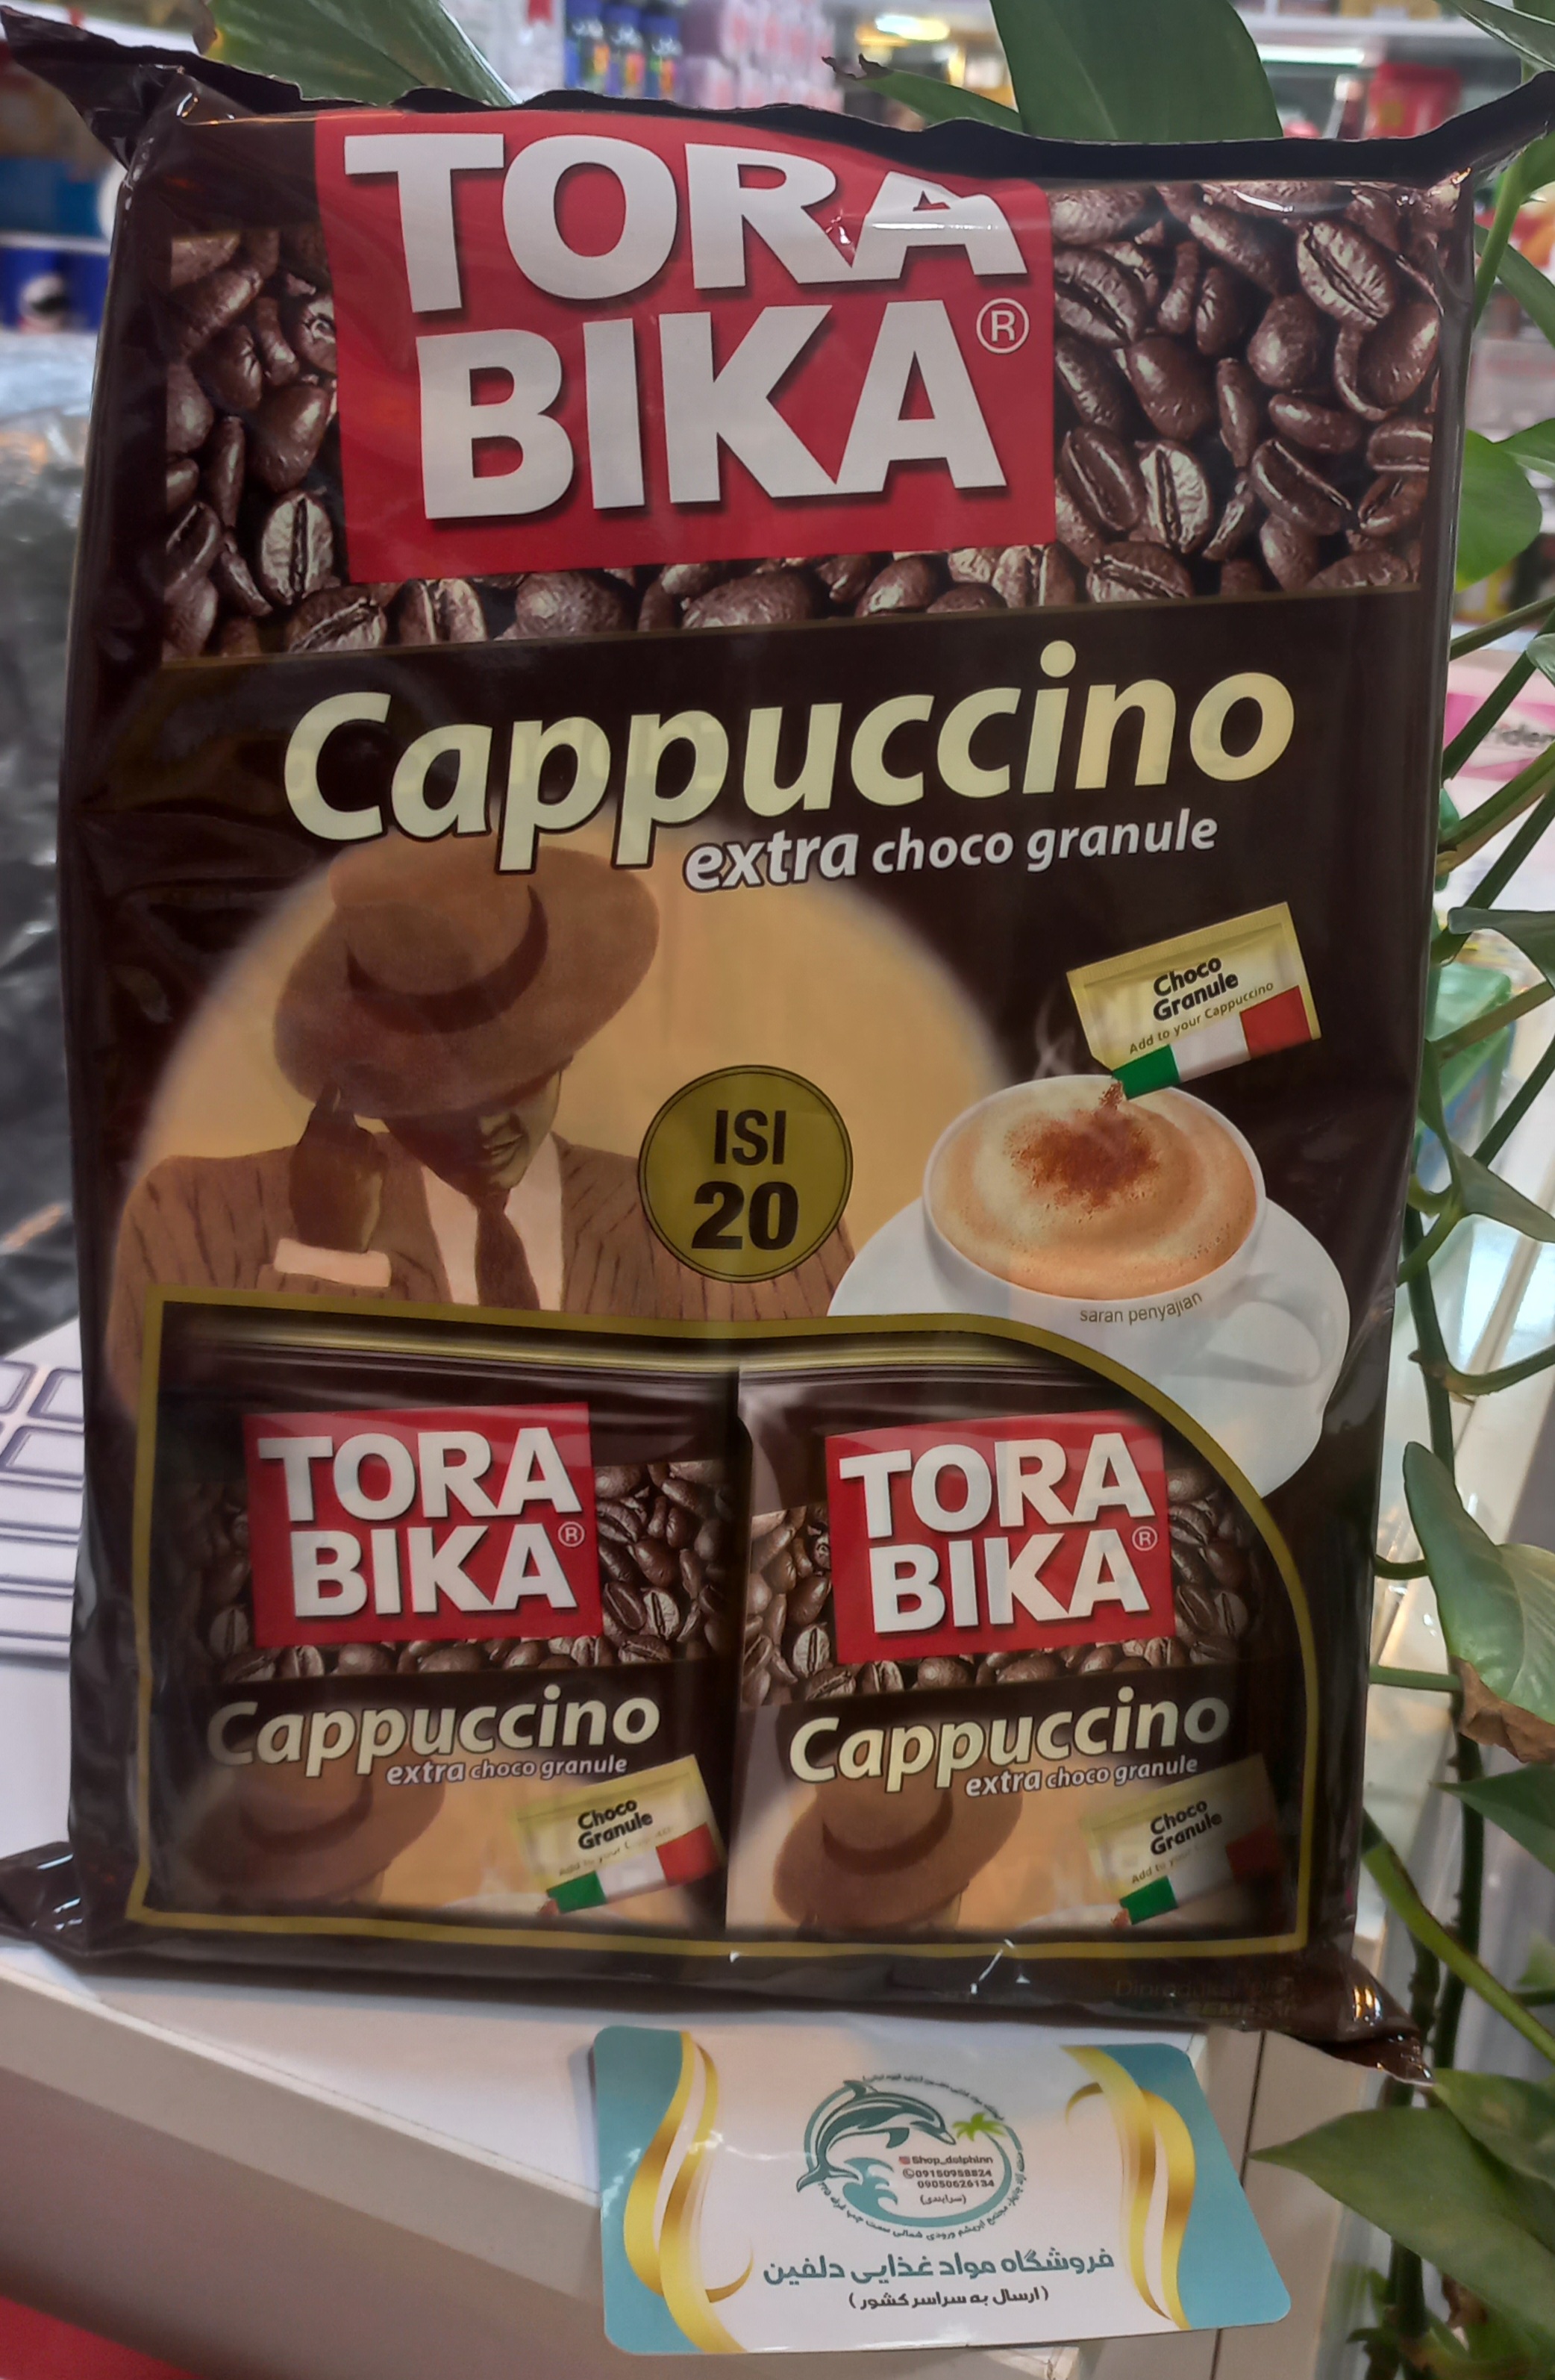 TORA
BIKA®
Cappuccino
extra choco granule
Choco
Granule
Add to your Cappuccino
ISI
20
saran penyajian
TORA
BIKA®
Cappuccino
extra choco granule
Choco
Granule
TORA
BIKA®
Cappuccino
extra choco granule
Choco
Granule
Shop_dolphinn
09150958824
09050626134
(سرابندی)
فروشگاه مواد غذایی دلفین
(ارسال به سراسر کشور)